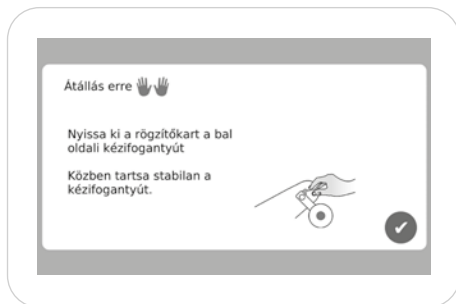 Átállás erre
Nyissa ki a rögzítőkart a bal
oldali kézifogantyút
Közben tartsa stabilan a
kézifogantyút.